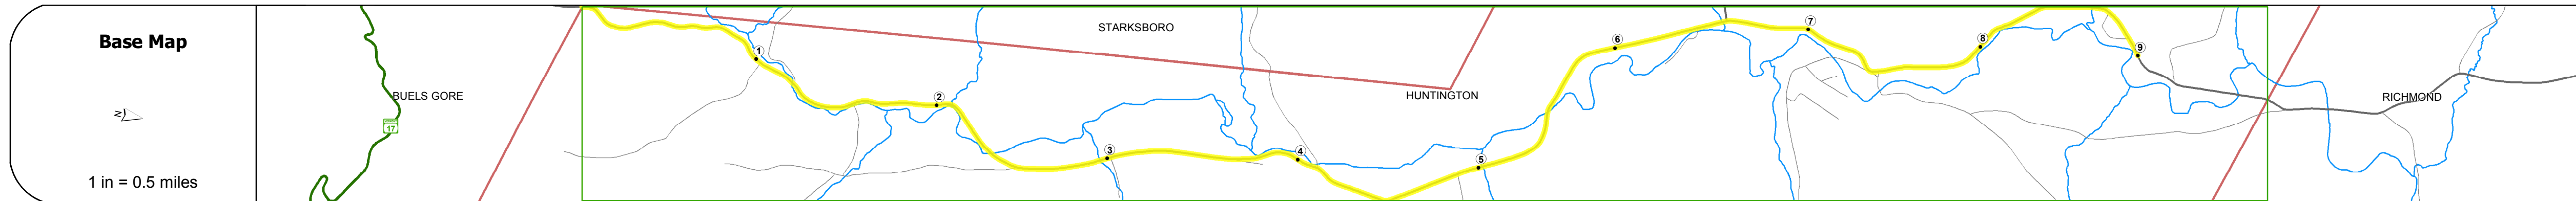 Base Map
N
1 in = 0.5 miles
BUELS GORE
17
STARKSBORO
HUNTINGTON
RICHMOND
1
2
3
4
5
6
7
8
9